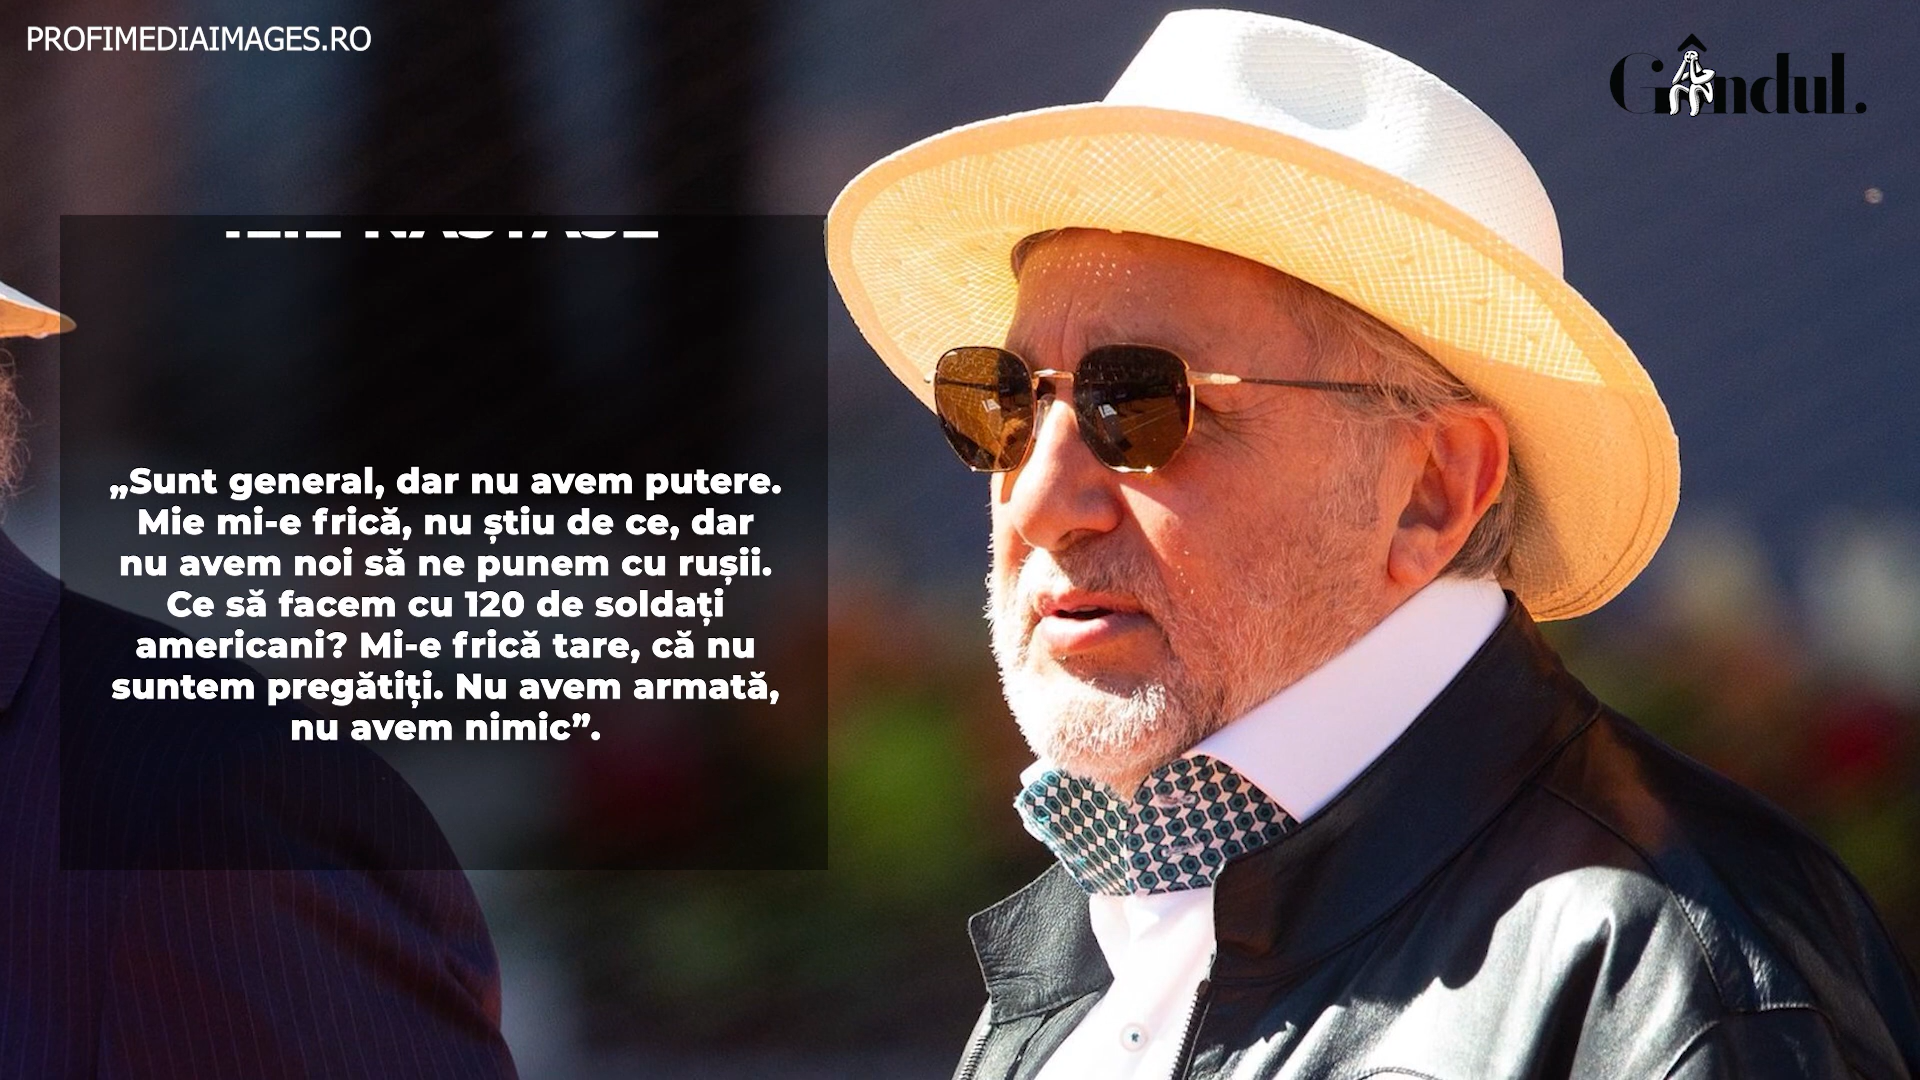 PROFIMEDIAIMAGES.RO
Gândul.
„Sunt general, dar nu avem putere.
Mie mi-e frică, nu știu de ce, dar
nu avem noi să ne punem cu rușii.
Ce să facem cu 120 de soldați
americani? Mi-e frică tare, că nu
suntem pregătiți. Nu avem armată,
nu avem nimic”.